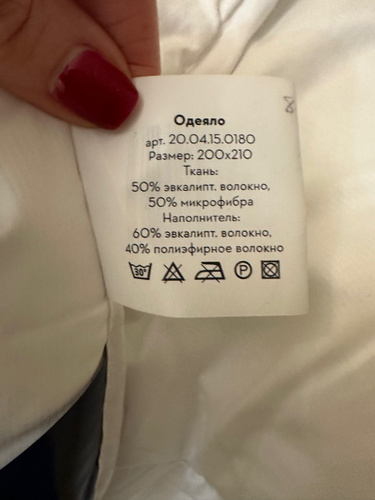 Одеяло
арт. 20.04.15.0180
Размер: 200х210
Ткань:
50% эвкалипт. волокно,
50% микрофибра
Наполнитель:
60% эвкалипт. волокно,
40% полиэфирное волокно
30° P